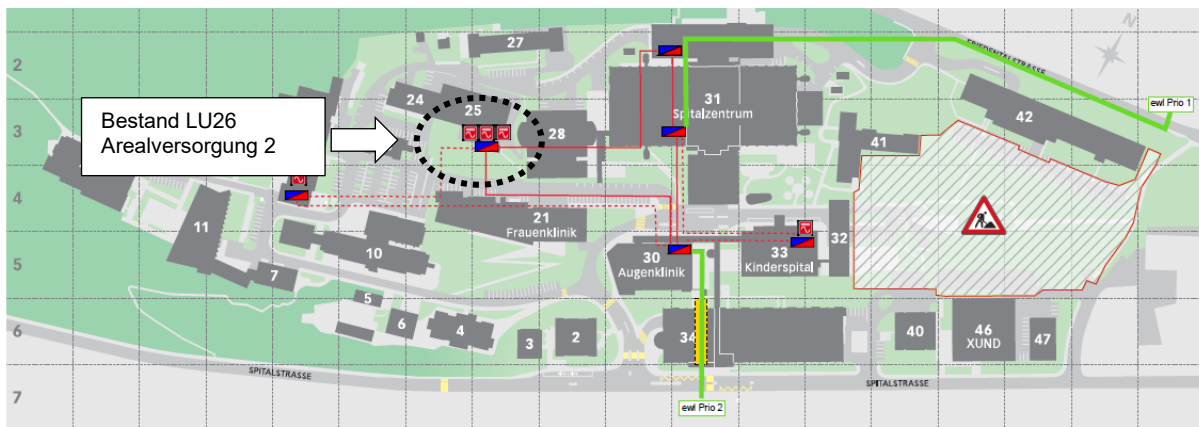 2
3
4
5
6
7
27
N
FRIEDENTALSTRASSE
ewl Prio 1
Bestand LU26
Arealversorgung 2
24
25
28
31
Spitalzentrum
42
41
11
21
Frauenklinik
10
7
30
Augenklinik
33
Kinderspital
32
5
6
4
3
2
34
40
46
XUND
47
SPITALSTRASSE
SPITALSTRASSE
ewl Prio 2